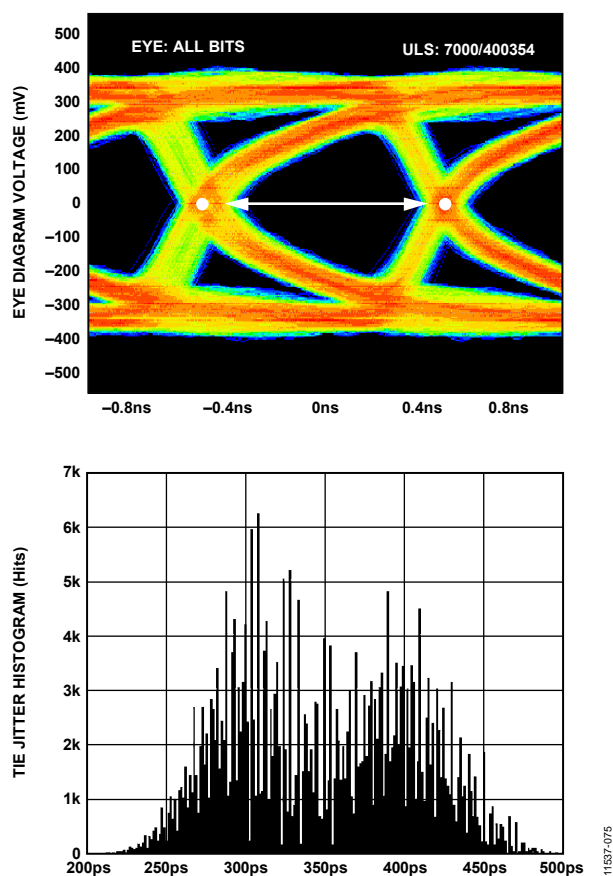 EYE: ALL BITS
ULS: 7000/400354
EYE DIAGRAM VOLTAGE (mV)
500
400
300
200
100
0
–100
–200
–300
–400
–500
–0.8ns
–0.4ns
0ns
0.4ns
0.8ns
TIE JITTER HISTOGRAM (Hits)
7k
6k
5k
4k
3k
2k
1k
0
200ps
250ps
300ps
350ps
400ps
450ps
500ps
11537-075